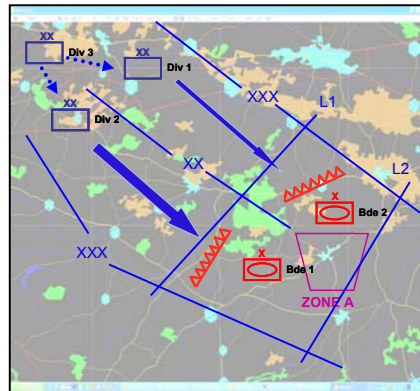 XX
Div 3
XX
Div 1
XXX
L1
XX
Div 2
XX
L2
X
Bde 2
XXX
X
Bde 1
ZONE A